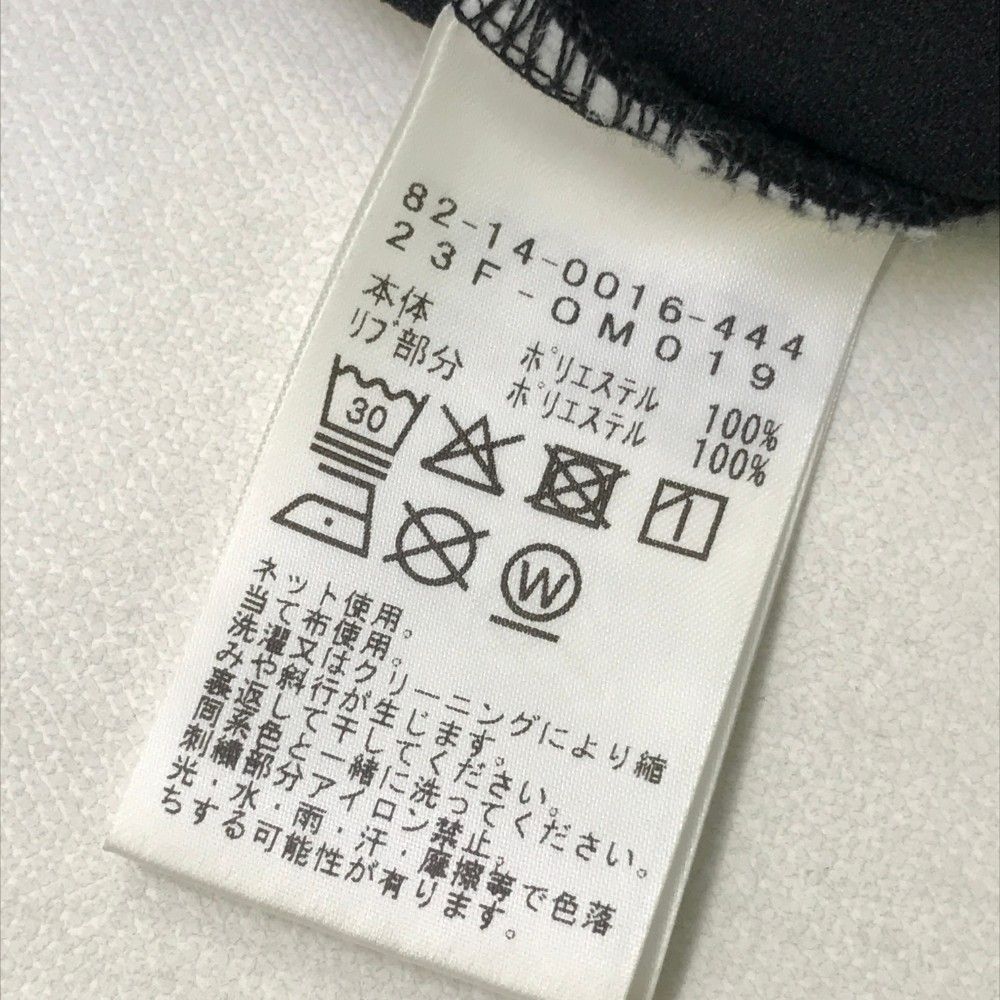 82-14-0016-444
23F-OM019
本体 ポリエステル 100%
リブ部分 ポリエステル 100%
30
W
ネット使用。
当て布使用。
洗濯又はクリーニングにより縮
みや斜行が生じます。
裏返して干してください。
同系色と一緒に洗ってください。
刺繍部分アイロン禁止。
光・水・雨・汗・摩擦等で色落
ちする可能性が有ります。